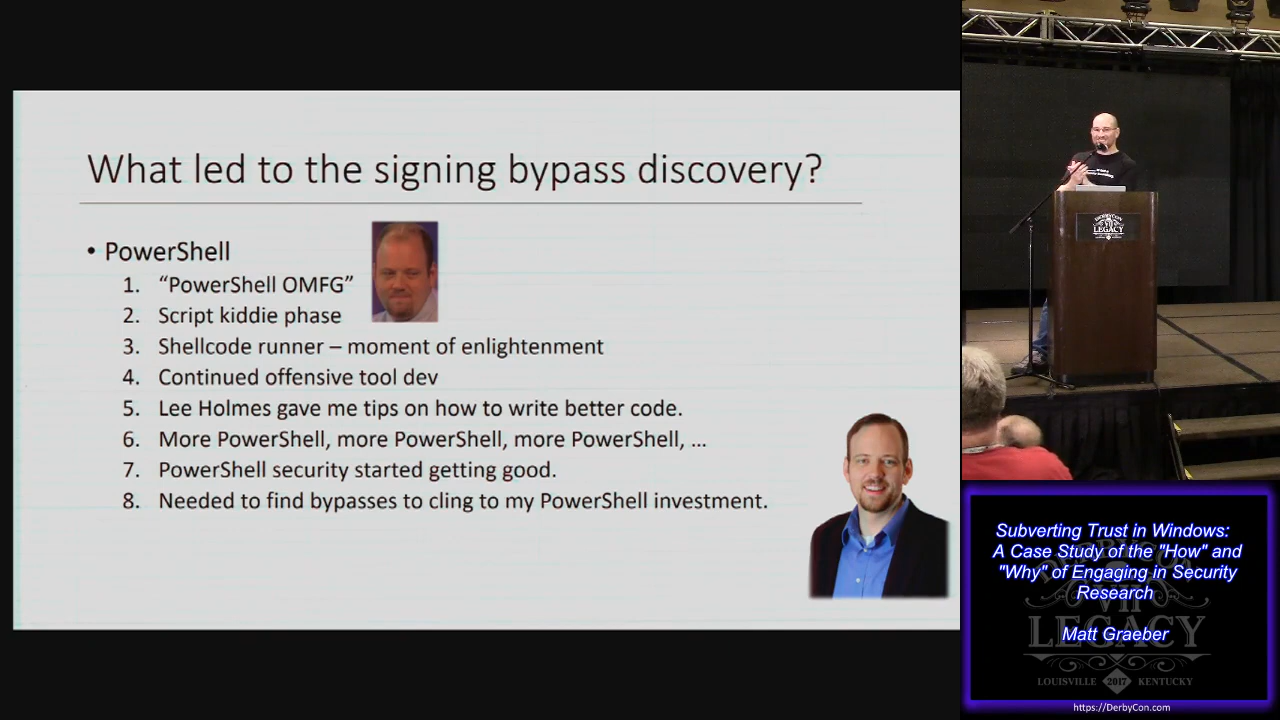 What led to the signing bypass discovery?
• PowerShell
1. “PowerShell OMFG”
2. Script kiddie phase
3. Shellcode runner – moment of enlightenment
4. Continued offensive tool dev
5. Lee Holmes gave me tips on how to write better code.
6. More PowerShell, more PowerShell, more PowerShell, ...
7. PowerShell security started getting good.
8. Needed to find bypasses to cling to my PowerShell investment.
DERBYCON
LEGACY
Subverting Trust in Windows:
A Case Study of the "How" and
"Why" of Engaging in Security
Research
Matt Graeber
DERBYCON
VII
LEGACY
LOUISVILLE 2017 KENTUCKY
https://DerbyCon.com